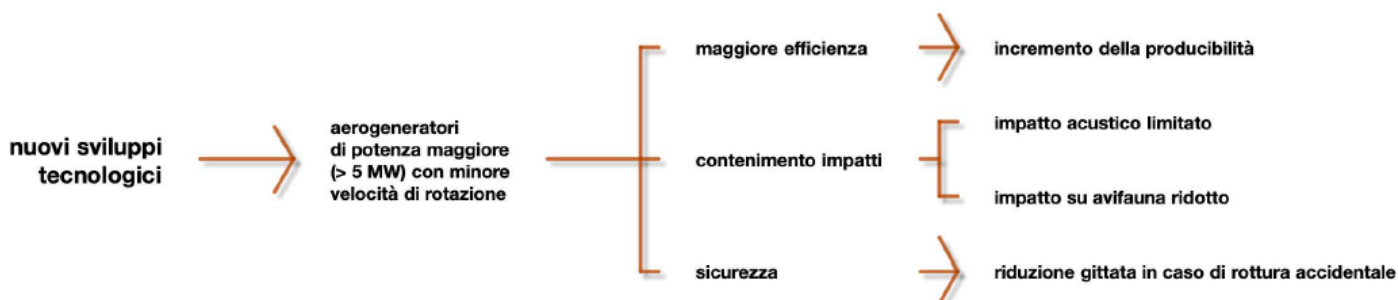 nuovi sviluppi
tecnologici
aerogeneratori
di potenza maggiore
(> 5 MW) con minore
velocità di rotazione
maggiore efficienza
incremento della producibilità
contenimento impatti
impatto acustico limitato
impatto su avifauna ridotto
sicurezza
riduzione gittata in caso di rottura accidentale